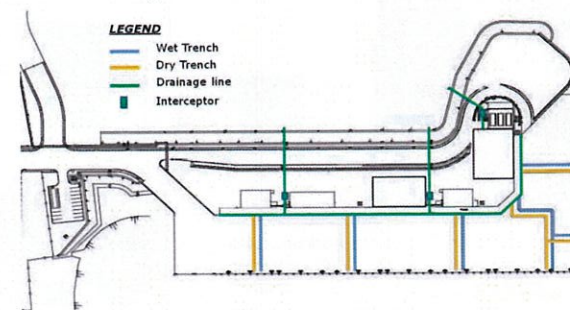 LEGEND
Wet Trench
Dry Trench
Drainage line
Interceptor